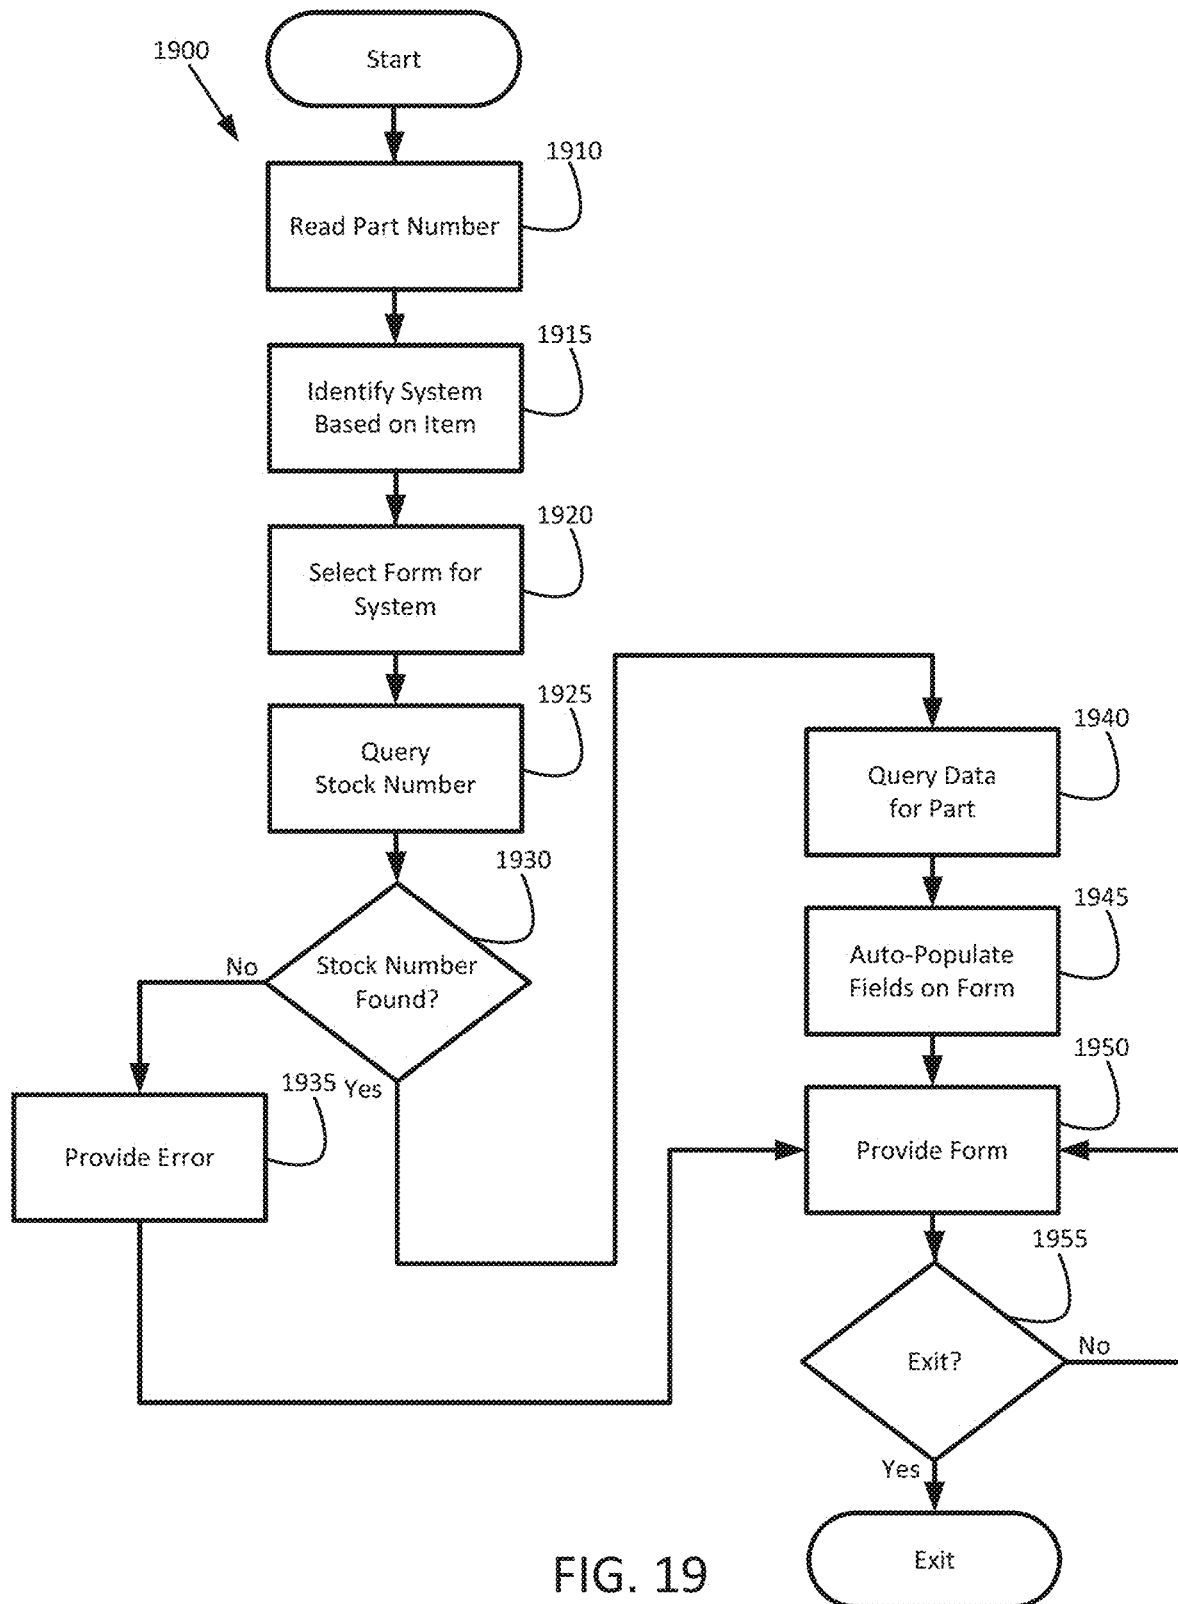 1900
Start
1910
Read Part Number
1915
Identify System
Based on Item
1920
Select Form for
System
1925
Query
Stock Number
1930
No
Stock Number
Found?
Yes
1935
Provide Error
1940
Query Data
for Part
1945
Auto-Populate
Fields on Form
1950
Provide Form
1955
Exit?
No
Yes
Exit
FIG. 19